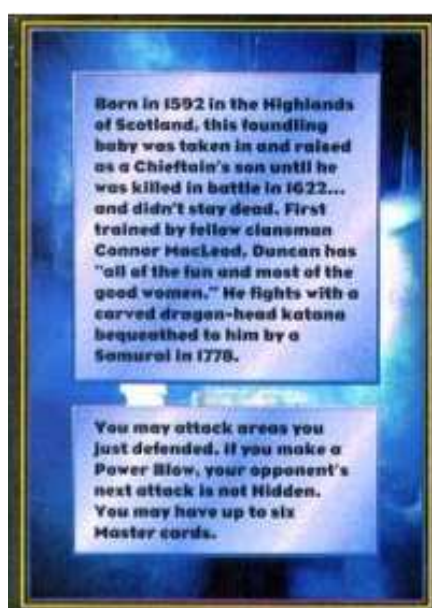 Born in 1592 in the Highlands
of Scotland, this foundling
baby was taken in and raised
as a Chieftain's son until he
was killed in battle in 1622...
and didn't stay dead. First
trained by fellow clansman
Connor MacLeod, Duncan has
"all of the fun and most of the
good women." He fights with a
carved dragon-head katana
bequeathed to him by a
Samurai in 1778.
You may attack areas you
just defended. If you make a
Power Blow, your opponent's
next attack is not Hidden.
You may have up to six
Master cards.